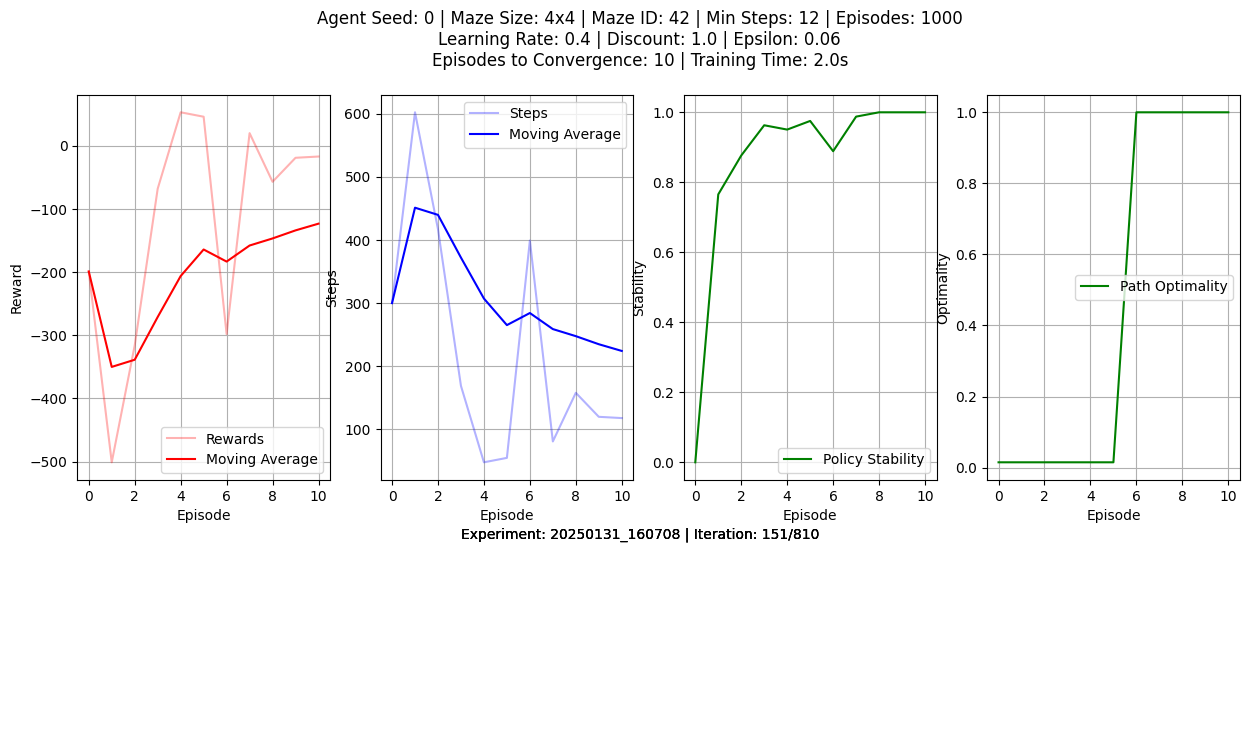 Agent Seed: 0 | Maze Size: 4x4 | Maze ID: 42 | Min Steps: 12 | Episodes: 1000
Learning Rate: 0.4 | Discount: 1.0 | Epsilon: 0.06
Episodes to Convergence: 10 | Training Time: 2.0s
Reward
0
−100
−200
−300
−400
−500
Rewards
Moving Average
0 2 4 6 8 10
Episode
Steps
600
500
400
300
200
100
Steps
Moving Average
0 2 4 6 8 10
Episode
Stability
1.0
0.8
0.6
0.4
0.2
0.0
Policy Stability
0 2 4 6 8 10
Episode
Optimality
1.0
0.8
0.6
0.4
0.2
0.0
Path Optimality
0 2 4 6 8 10
Episode
Experiment: 20250131_160708 | Iteration: 151/810